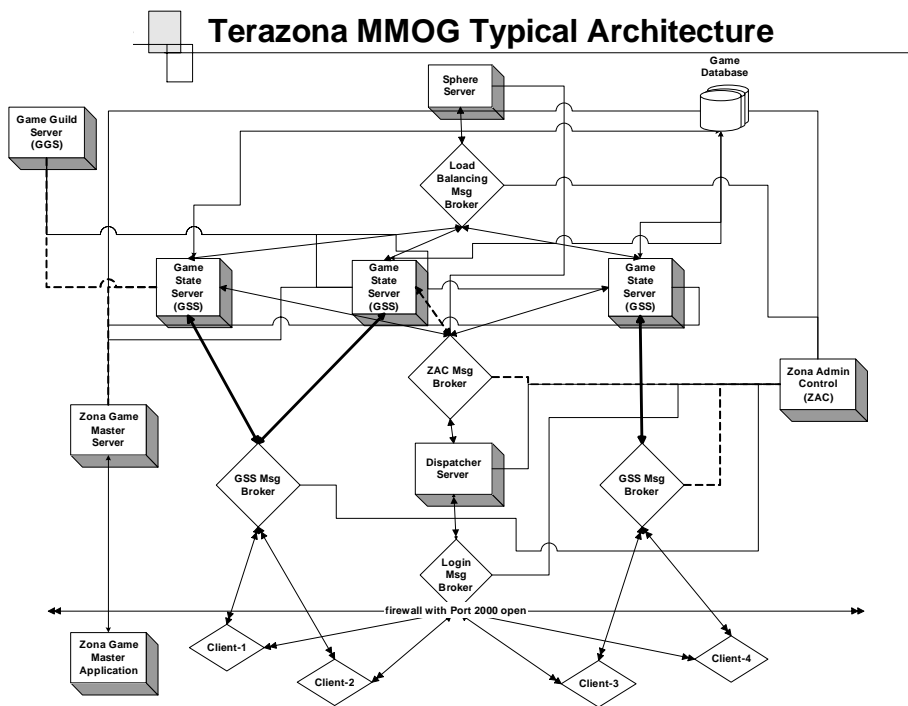 Terazona MMOG Typical Architecture
Game
Database
Sphere
Server
Game Guild
Server
(GGS)
Load
Balancing
Msg
Broker
Game
State
Server
(GSS)
Game
State
Server
(GSS)
Game
State
Server
(GSS)
ZAC Msg
Broker
Zona Admin
Control
(ZAC)
Zona Game
Master
Server
GSS Msg
Broker
Dispatcher
Server
GSS Msg
Broker
Login
Msg
Broker
firewall with Port 2000 open
Client-1
Client-2
Client-3
Client-4
Zona Game
Master
Application